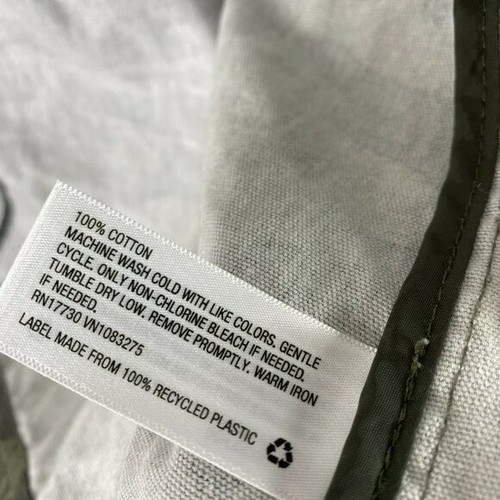 100% COTTON
MACHINE WASH COLD WITH LIKE COLORS. GENTLE
CYCLE. ONLY NON-CHLORINE BLEACH IF NEEDED.
TUMBLE DRY LOW. REMOVE PROMPTLY. WARM IRON
IF NEEDED.
RN17730 VN1083275
LABEL MADE FROM 100% RECYCLED PLASTIC